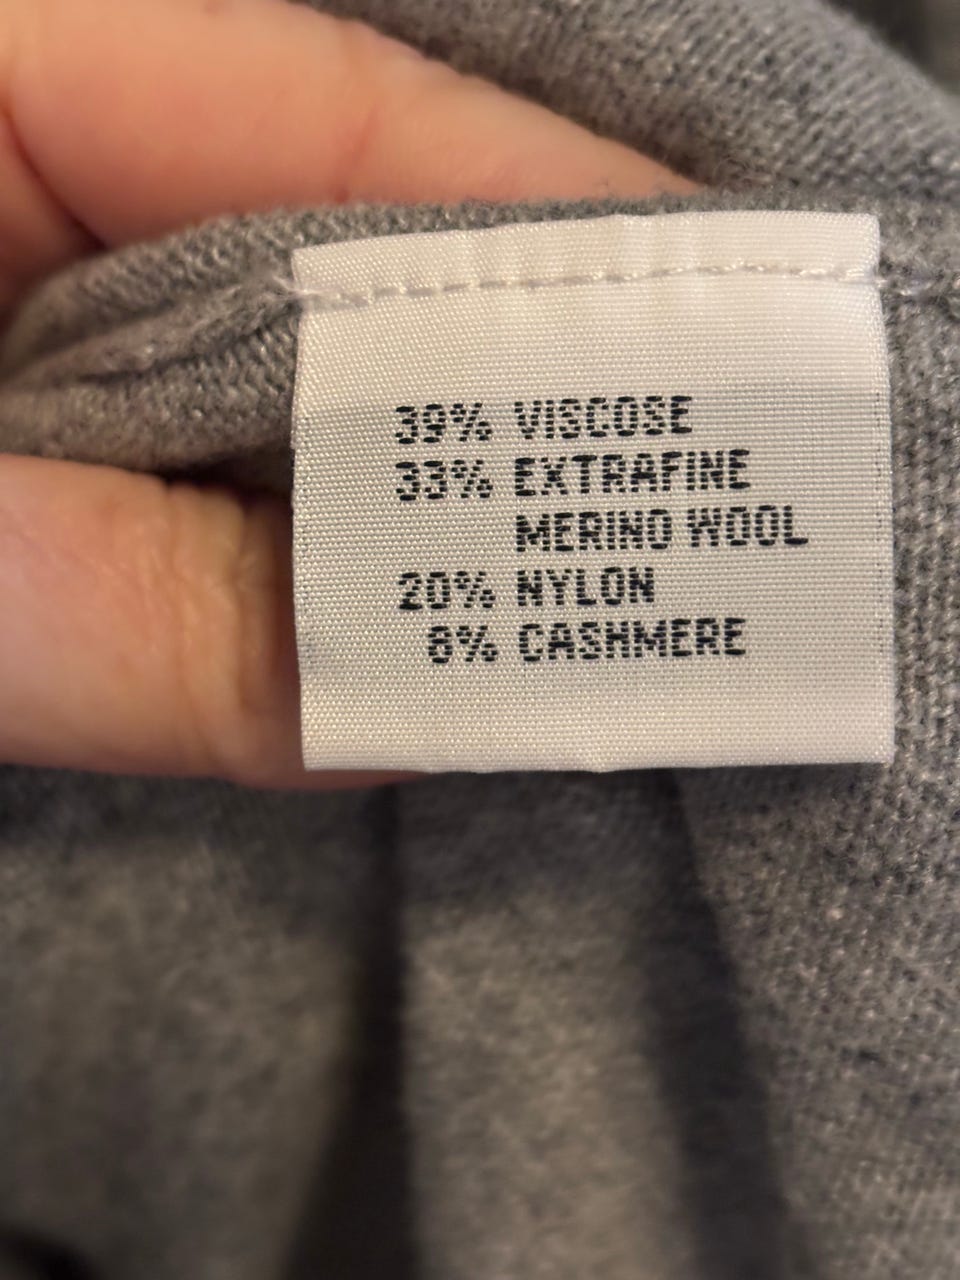 39% VISCOSE
33% EXTRAFINE
MERINO WOOL
20% NYLON
8% CASHMERE